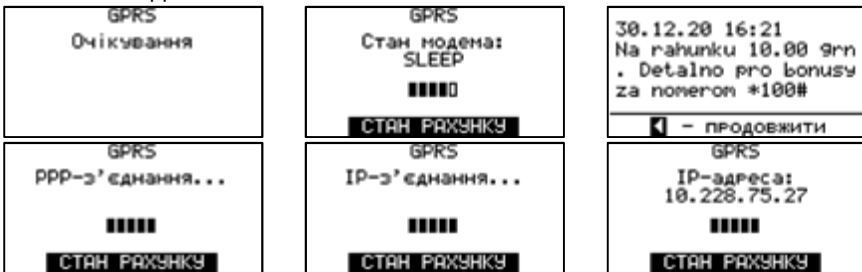 GPRS
Очікування
GPRS
Стан модема:
SLEEP
СТАН РАХУНКУ
30.12.20 16:21
Na rahunku 10.00 grn
. Detalno pro bonusy
za nomerom *100#
- продовжити
GPRS
PPP-з'єднання...
СТАН РАХУНКУ
GPRS
IP-з'єднання...
СТАН РАХУНКУ
GPRS
IP-адреса:
10.228.75.27
СТАН РАХУНКУ